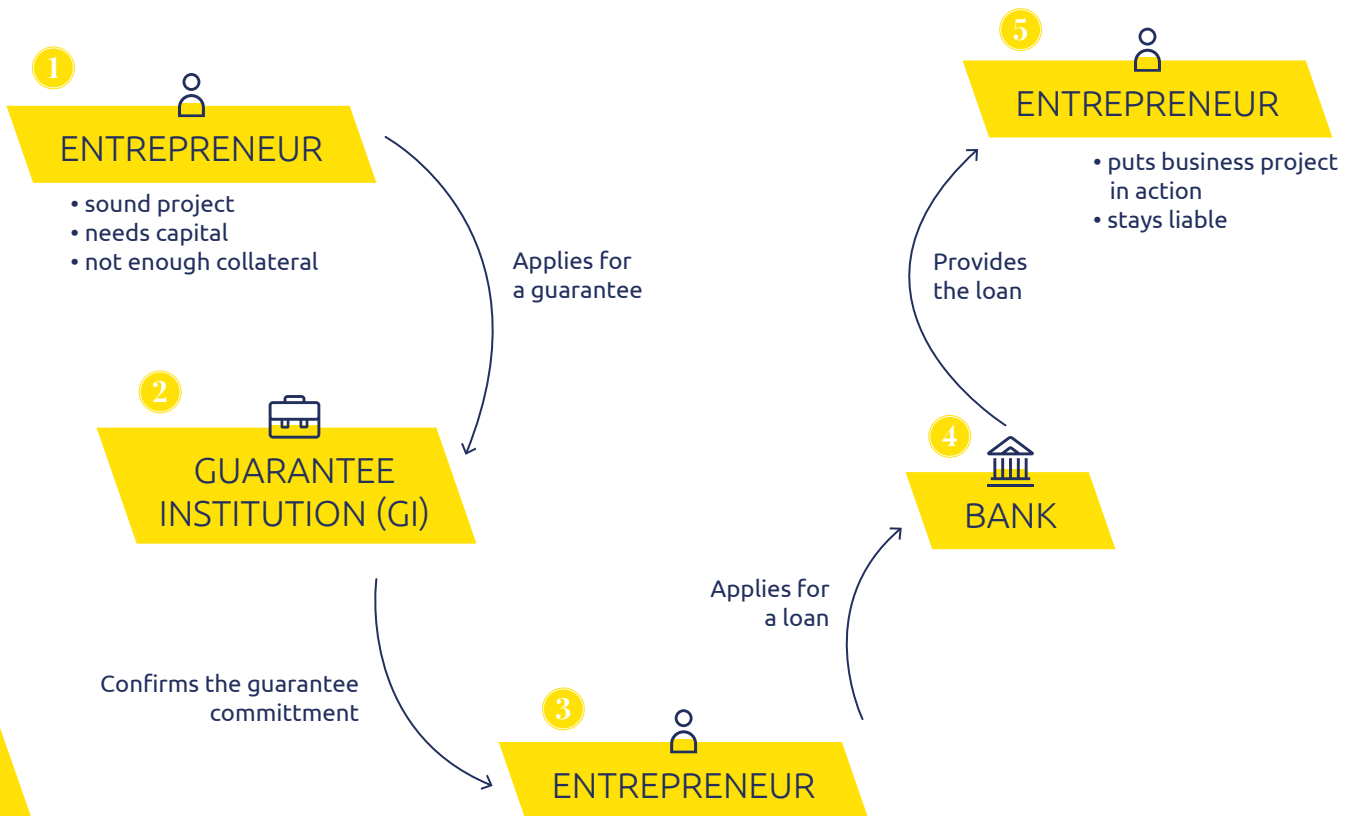 1
ENTREPRENEUR
• sound project
• needs capital
• not enough collateral
Applies for
a guarantee
2
GUARANTEE
INSTITUTION (GI)
Confirms the guarantee
committment
3
ENTREPRENEUR
Applies for
a loan
4
BANK
Provides
the loan
5
ENTREPRENEUR
• puts business project
in action
• stays liable